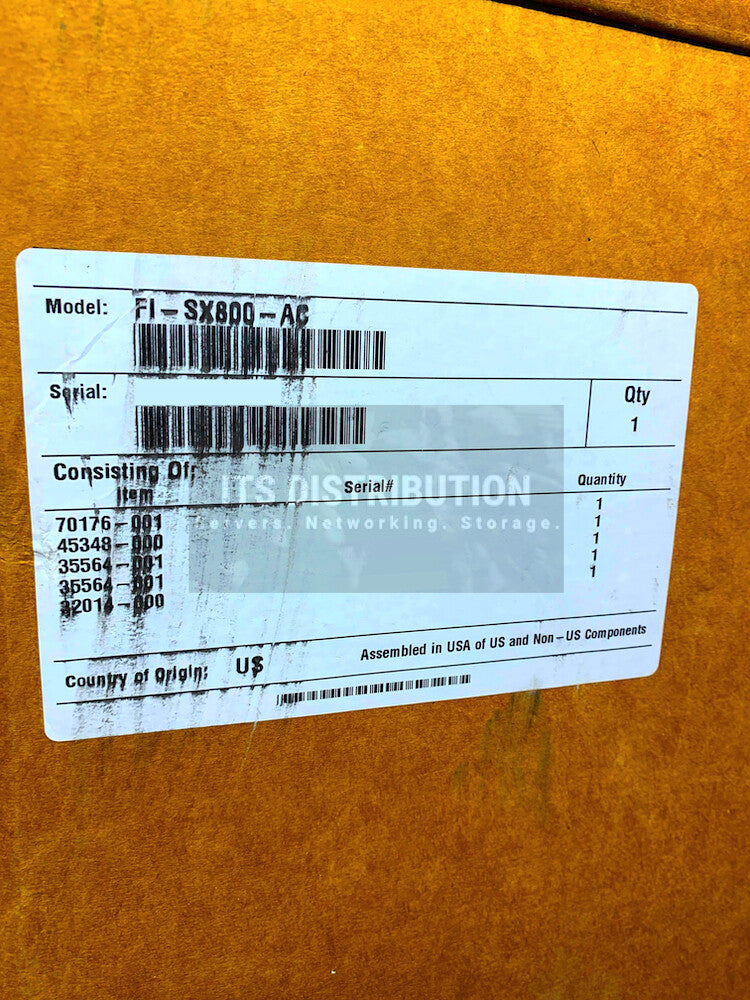 Model: FI-SX800-AC
Serial:
Qty
1
Consisting Of:
Item Serial# Quantity
70176-001 1
45348-000 1
35564-001 1
35564-001 1
32014-000 1
ITS DISTRIBUTION
Servers. Networking. Storage.
Country of Origin: US
Assembled in USA of US and Non-US Components